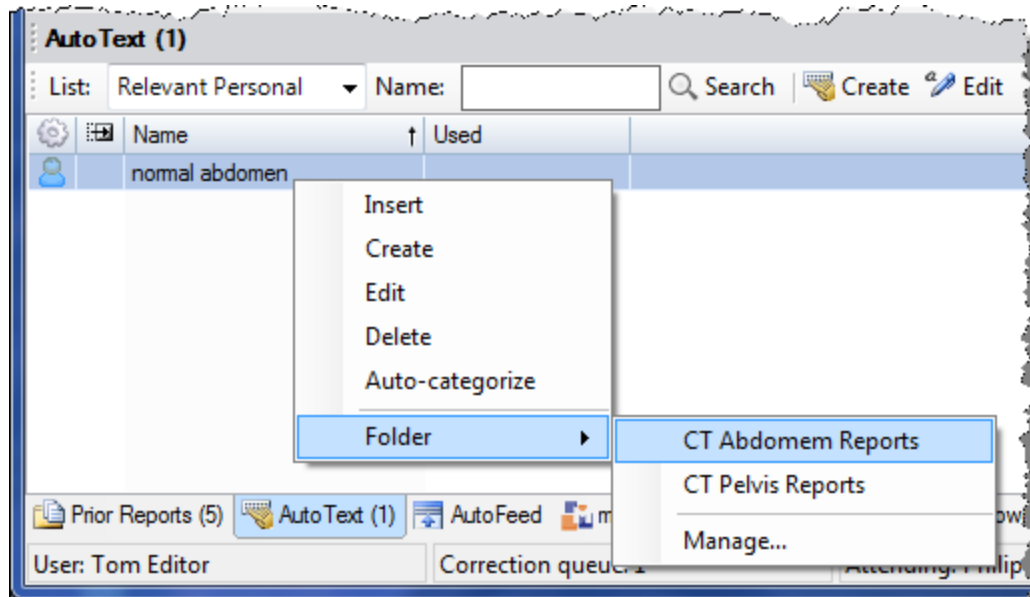 AutoText (1)
List: Relevant Personal Name: Search Create Edit
Name Used
normal abdomen
Insert
Create
Edit
Delete
Auto-categorize
Folder
CT Abdomem Reports
CT Pelvis Reports
Manage...
Prior Reports (5) AutoText (1) AutoFeed
User: Tom Editor Correction queue: 1 Attending: Philip